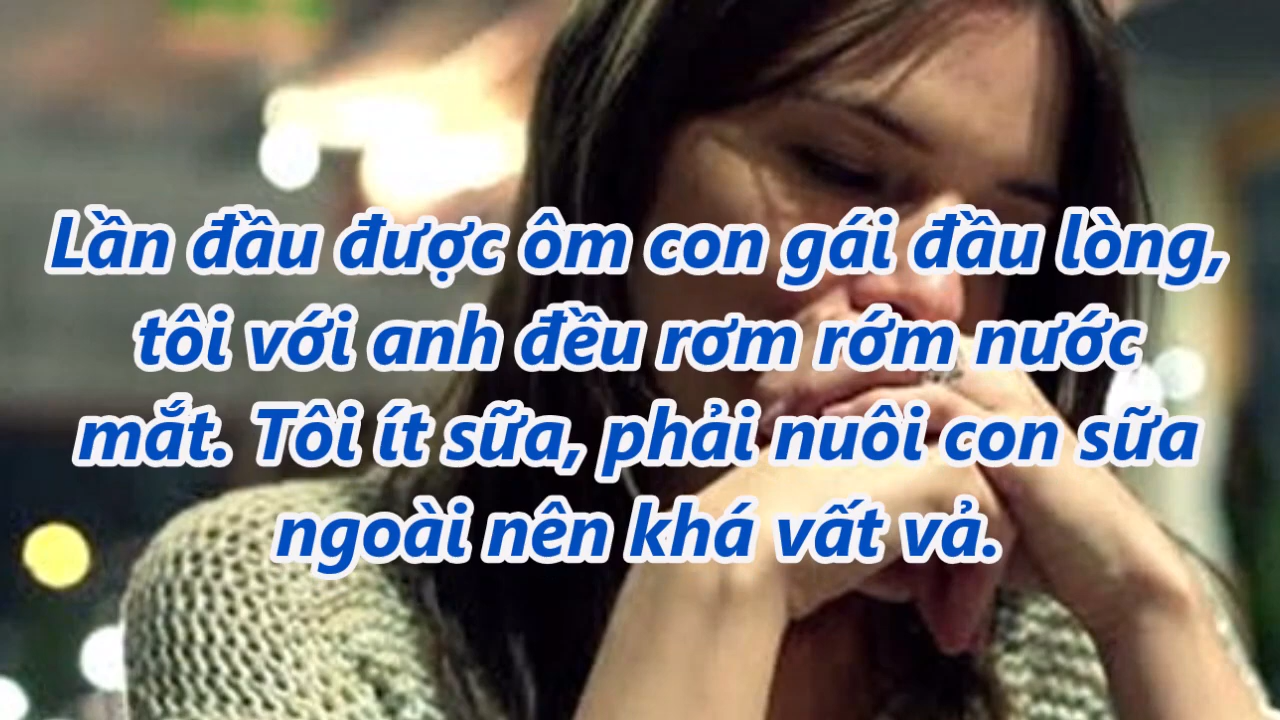 Lần đầu được ôm con gái đầu lòng,
tôi với anh đều rơm rớm nước
mắt. Tôi ít sữa, phải nuôi con sữa
ngoài nên khá vất vả.